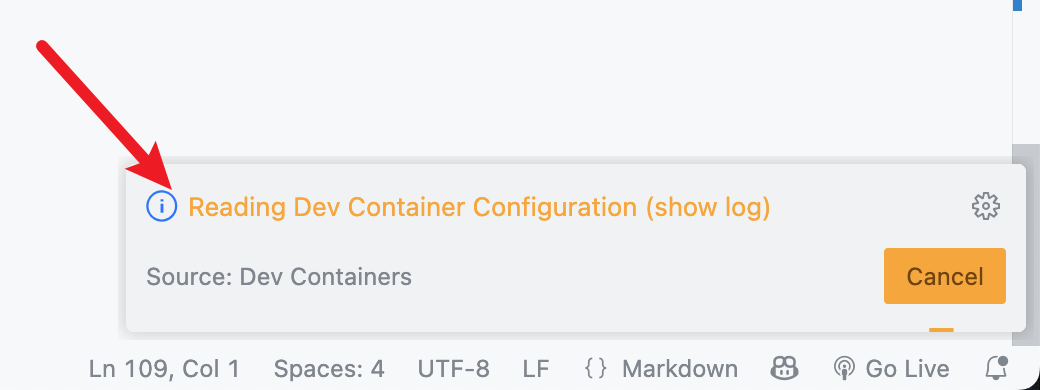 Reading Dev Container Configuration (show log)
Source: Dev Containers
Cancel
Ln 109, Col 1 Spaces: 4 UTF-8 LF {} Markdown Go Live